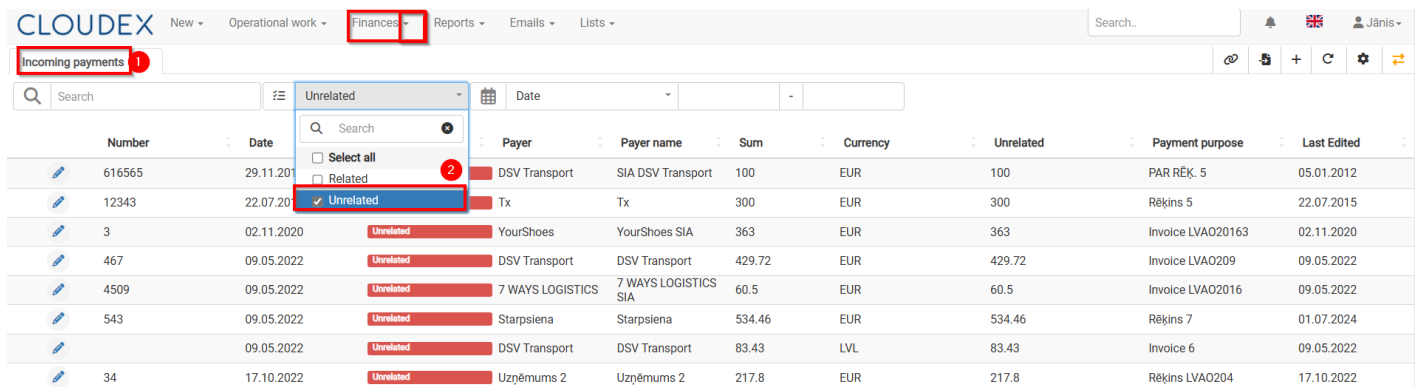 CLOUDEX New Operational work Finances Reports Emails Lists Search.. Jānis
Incoming payments 1
Search Unrelated Date -
Search
Number Date Payer Payer name Sum Currency Unrelated Payment purpose Last Edited
Select all
2
616565 29.11.201 DSV Transport SIA DSV Transport 100 EUR 100 PAR RĒĶ. 5 05.01.2012
Related
12343 22.07.201 Tx Tx 300 EUR 300 Rēķins 5 22.07.2015
Unrelated
3 02.11.2020 Unrelated YourShoes YourShoes SIA 363 EUR 363 Invoice LVAO20163 02.11.2020
467 09.05.2022 Unrelated DSV Transport DSV Transport 429.72 EUR 429.72 Invoice LVAO209 09.05.2022
4509 09.05.2022 Unrelated 7 WAYS LOGISTICS 7 WAYS LOGISTICS SIA 60.5 EUR 60.5 Invoice LVAO2016 09.05.2022
543 09.05.2022 Unrelated Starpsiena Starpsiena 534.46 EUR 534.46 Rēķins 7 01.07.2024
09.05.2022 Unrelated DSV Transport DSV Transport 83.43 LVL 83.43 Invoice 6 09.05.2022
34 17.10.2022 Unrelated Uzņēmums 2 Uzņēmums 2 217.8 EUR 217.8 Rēķins LVAO204 17.10.2022